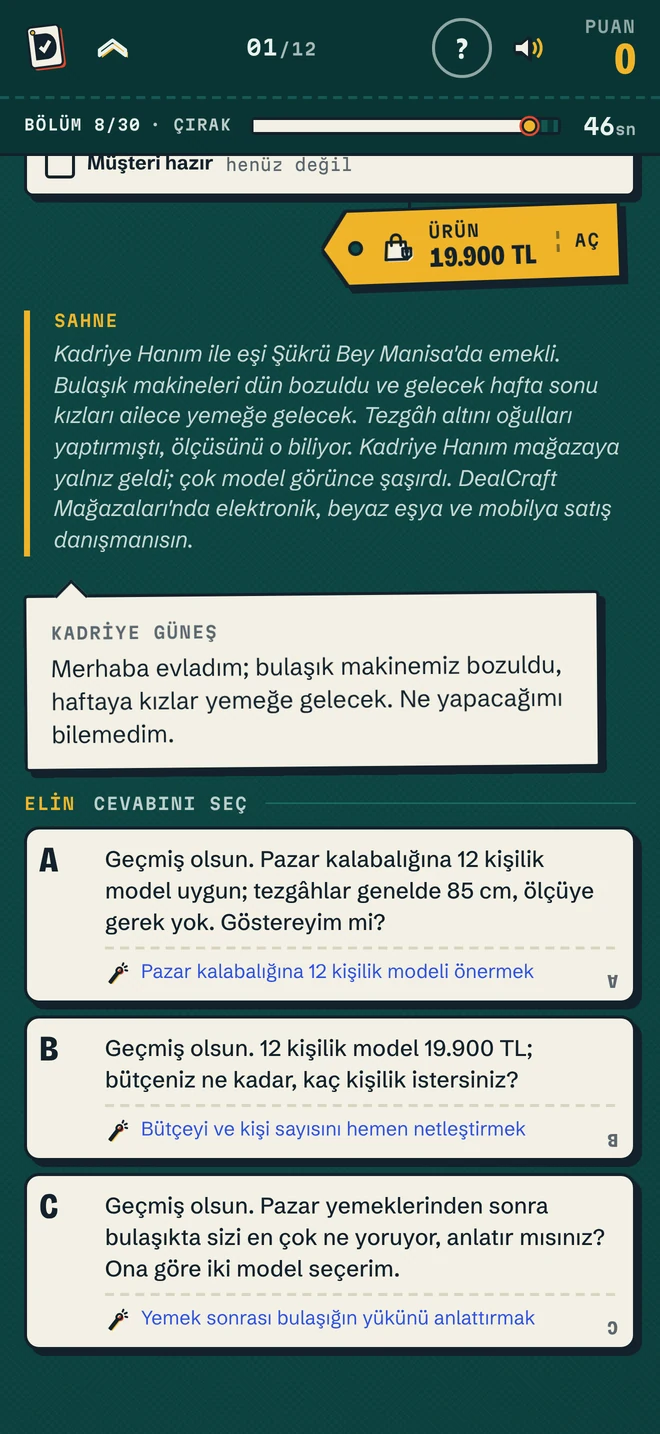 01/12
?
PUAN
0
BÖLÜM 8/30 · ÇIRAK
46sn
Müşteri hazır henüz değil
ÜRÜN
19.900 TL
AÇ
SAHNE
Kadriye Hanım ile eşi Şükrü Bey Manisa'da emekli.
Bulaşık makineleri dün bozuldu ve gelecek hafta sonu
kızları ailece yemeğe gelecek. Tezgâh altını oğulları
yaptırmıştı, ölçüsünü o biliyor. Kadriye Hanım mağazaya
yalnız geldi; çok model görünce şaşırdı. DealCraft
Mağazaları'nda elektronik, beyaz eşya ve mobilya satış
danışmanısın.
KADRİYE GÜNEŞ
Merhaba evladım; bulaşık makinemiz bozuldu,
haftaya kızlar yemeğe gelecek. Ne yapacağımı
bilemedim.
ELİN CEVABINI SEÇ
A
Geçmiş olsun. Pazar kalabalığına 12 kişilik
model uygun; tezgâhlar genelde 85 cm, ölçüye
gerek yok. Göstereyim mi?
Pazar kalabalığına 12 kişilik modeli önermek
A
B
Geçmiş olsun. 12 kişilik model 19.900 TL;
bütçeniz ne kadar, kaç kişilik istersiniz?
Bütçeyi ve kişi sayısını hemen netleştirmek
B
C
Geçmiş olsun. Pazar yemeklerinden sonra
bulaşıkta sizi en çok ne yoruyor, anlatır mısınız?
Ona göre iki model seçerim.
Yemek sonrası bulaşığın yükünü anlattırmak
C